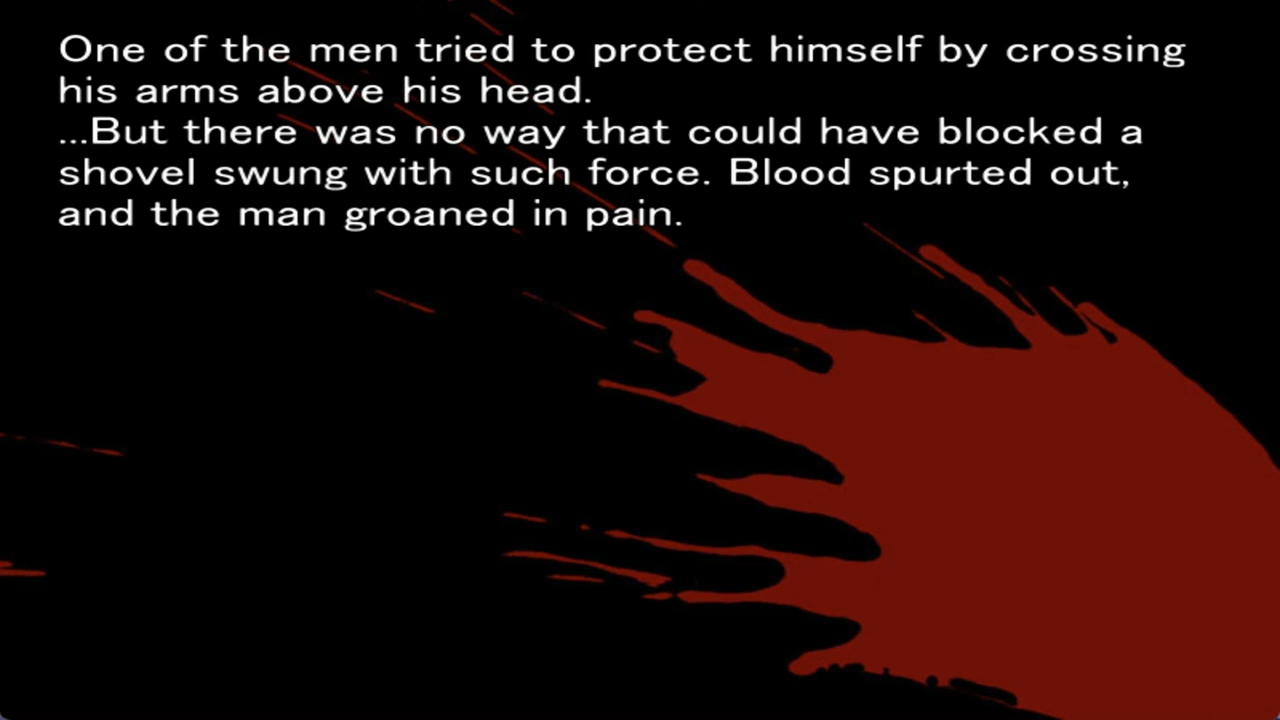 One of the men tried to protect himself by crossing
his arms above his head.
...But there was no way that could have blocked a
shovel swung with such force. Blood spurted out,
and the man groaned in pain.